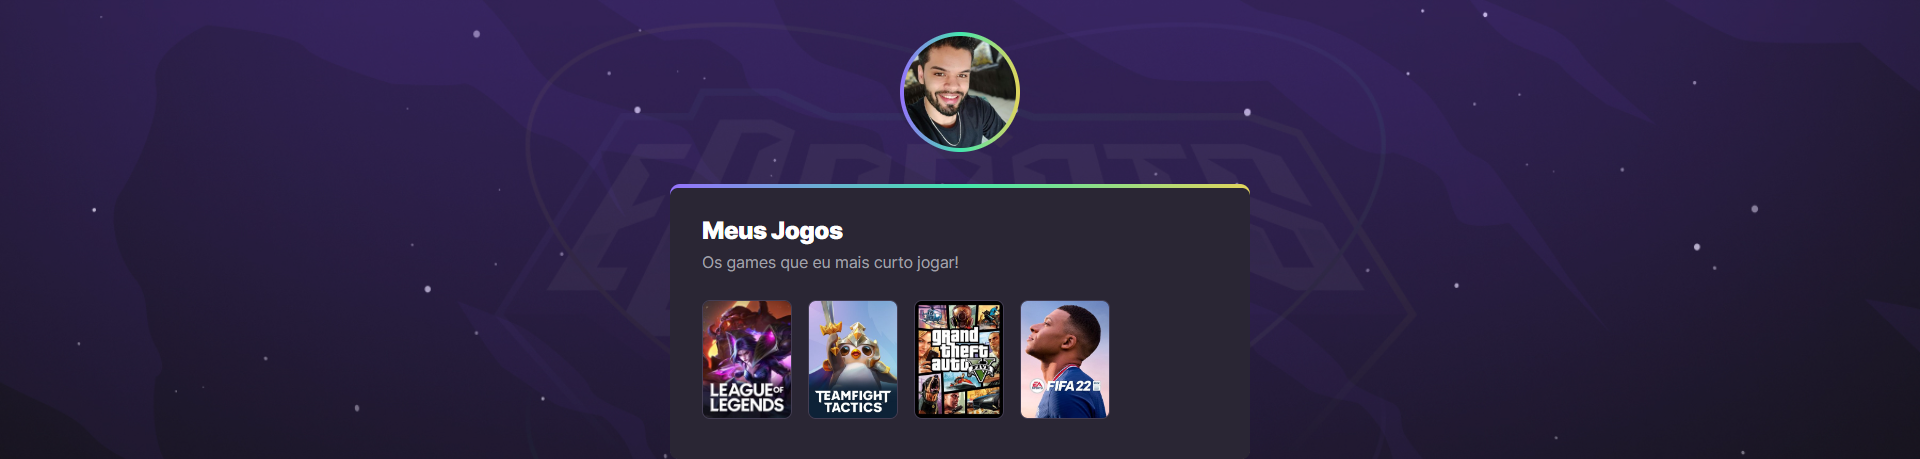 Meus Jogos
Os games que eu mais curto jogar!
LEAGUE OF
LEGENDS
TEAMFIGHT
TACTICS
grand
theft
auto
V
FIFA 22